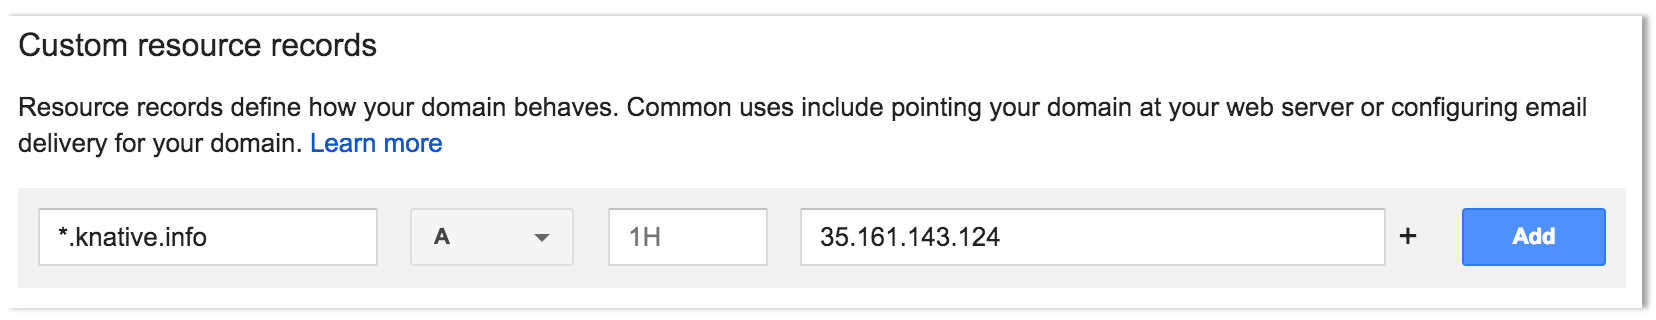 Custom resource records
Resource records define how your domain behaves. Common uses include pointing your domain at your web server or configuring email
delivery for your domain. Learn more
*.knative.info A 1H 35.161.143.124 + Add